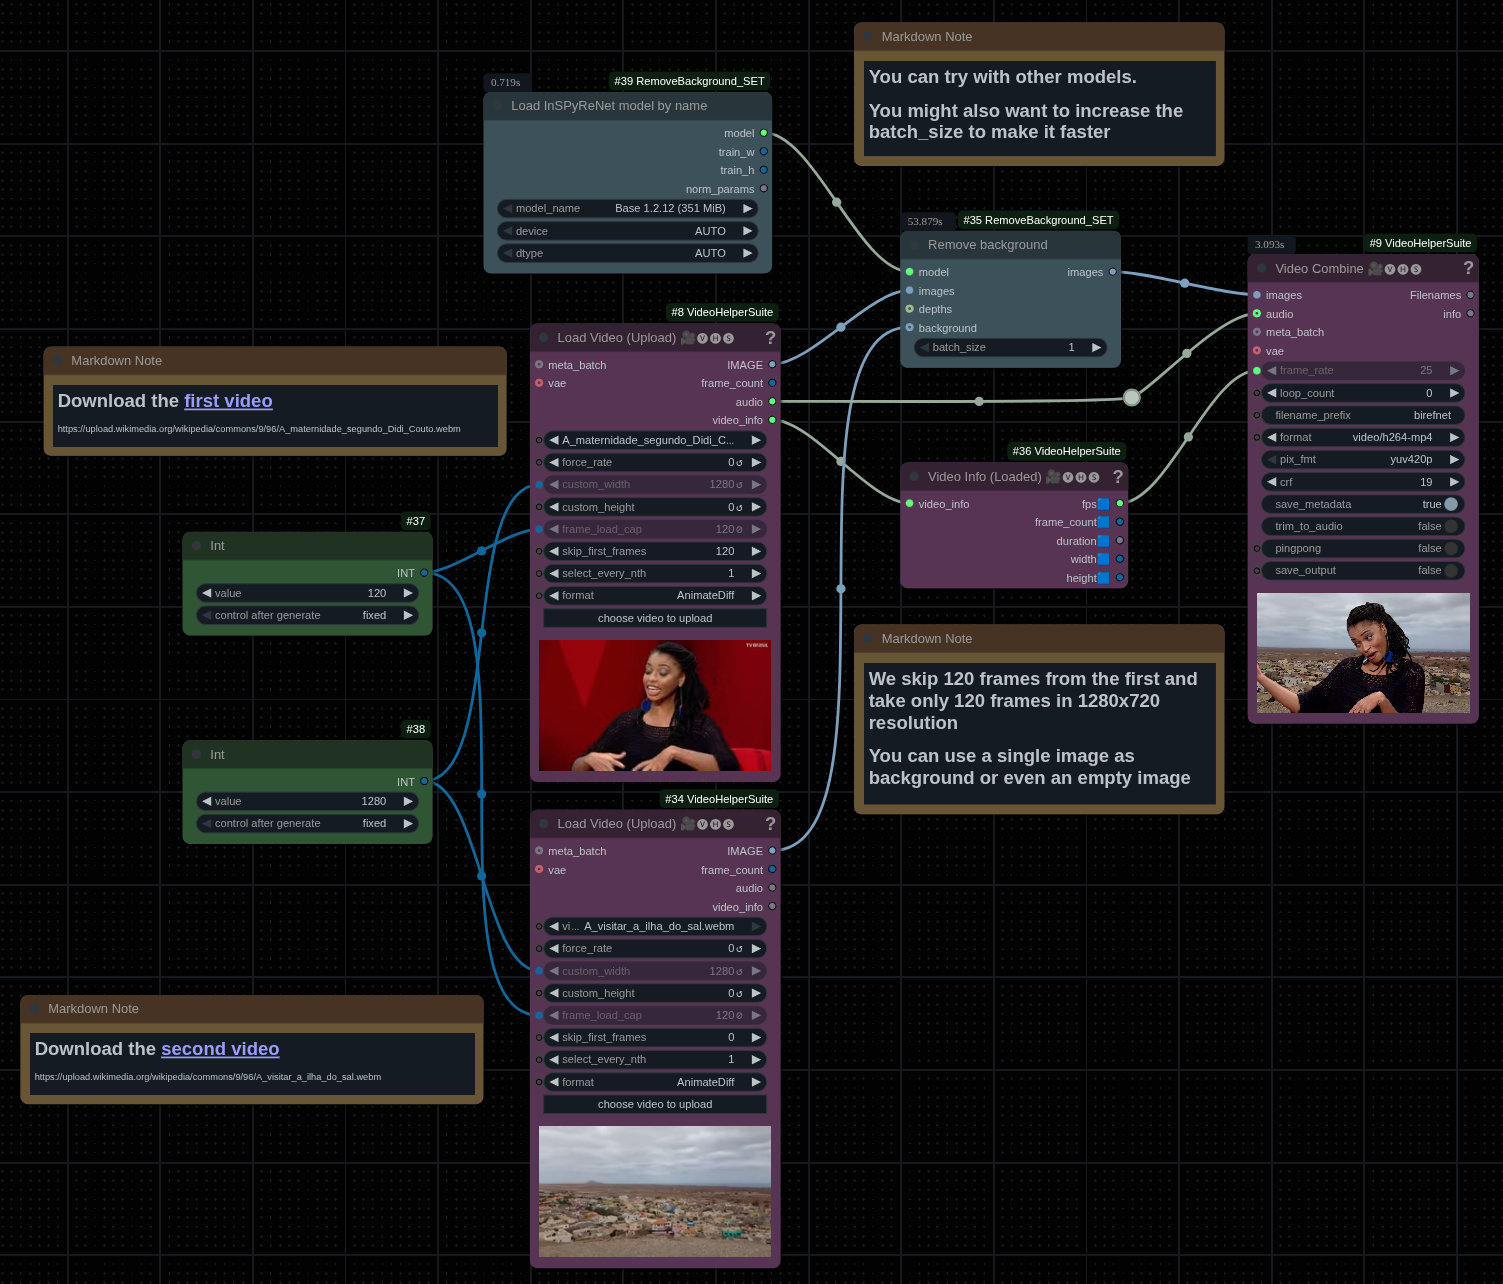 Markdown Note
You can try with other models.
You might also want to increase the
batch_size to make it faster
0.719s
#39 RemoveBackground_SET
Load InSPyReNet model by name
model
train_w
train_h
norm_params
model_name Base 1.2.12 (351 MiB)
device AUTO
dtype AUTO
53.879s
#35 RemoveBackground_SET
Remove background
model images
images
depths
background
batch_size 1
3.093s
#9 VideoHelperSuite
Video Combine 🎥🅥🅗🅢 ?
images Filenames
audio info
meta_batch
vae
frame_rate 25
loop_count 0
filename_prefix birefnet
format video/h264-mp4
pix_fmt yuv420p
crf 19
save_metadata true
trim_to_audio false
pingpong false
save_output false
#8 VideoHelperSuite
Load Video (Upload) 🎥🅥🅗🅢 ?
meta_batch IMAGE
vae frame_count
audio
video_info
A_maternidade_segundo_Didi_C...
force_rate 0↺
custom_width 1280↺
custom_height 0↺
frame_load_cap 120⊘
skip_first_frames 120
select_every_nth 1
format AnimateDiff
choose video to upload
TVBRASIL
Markdown Note
Download the first video
https://upload.wikimedia.org/wikipedia/commons/9/96/A_maternidade_segundo_Didi_Couto.webm
#36 VideoHelperSuite
Video Info (Loaded) 🎥🅥🅗🅢 ?
video_info fps🟦
frame_count🟦
duration🟦
width🟦
height🟦
#37
Int
INT
value 120
control after generate fixed
Markdown Note
We skip 120 frames from the first and
take only 120 frames in 1280x720
resolution
You can use a single image as
background or even an empty image
#38
Int
INT
value 1280
control after generate fixed
#34 VideoHelperSuite
Load Video (Upload) 🎥🅥🅗🅢 ?
meta_batch IMAGE
vae frame_count
audio
video_info
vi... A_visitar_a_ilha_do_sal.webm
force_rate 0↺
custom_width 1280↺
custom_height 0↺
frame_load_cap 120⊘
skip_first_frames 0
select_every_nth 1
format AnimateDiff
choose video to upload
Markdown Note
Download the second video
https://upload.wikimedia.org/wikipedia/commons/9/96/A_visitar_a_ilha_do_sal.webm